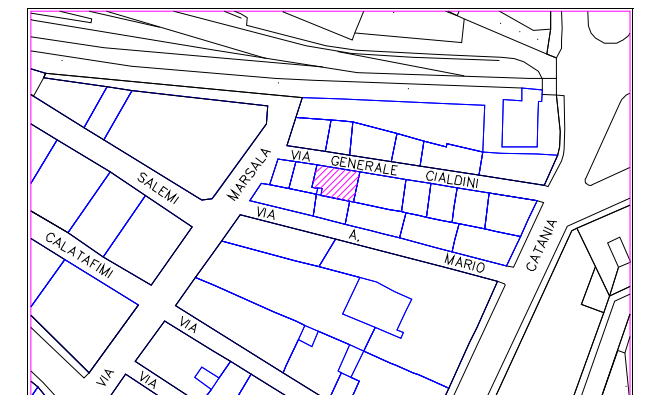 VIA GENERALE CIALDINI
MARSALA
SALEMI
VIA A. MARIO
CATANIA
CALATAFIMI
VIA
VIA
VIA